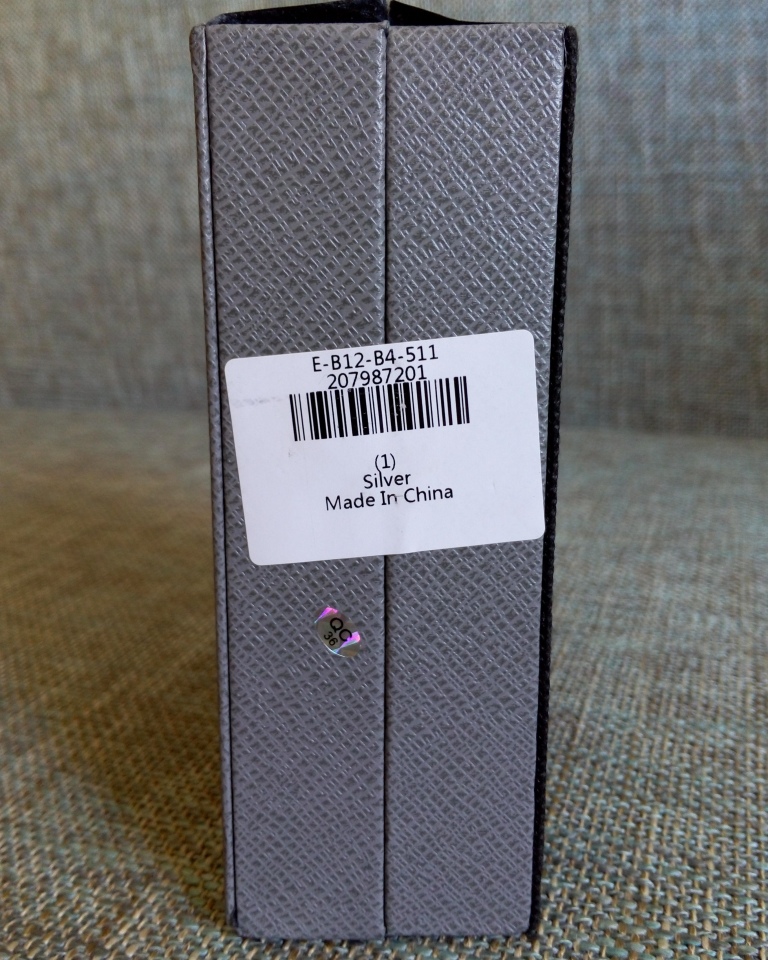 E-B12-B4-511
207987201
(1)
Silver
Made In China
QC
36